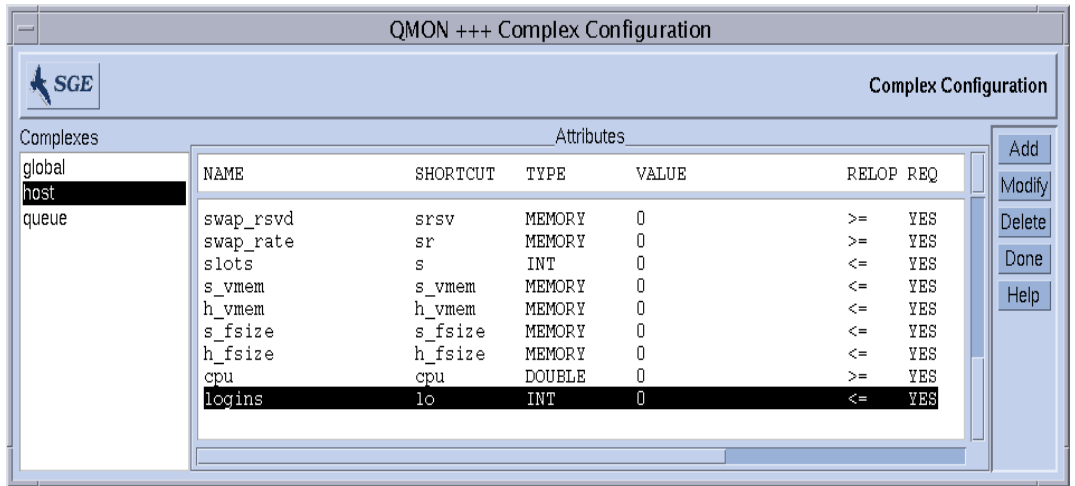 QMON +++ Complex Configuration
SGE
Complex Configuration
Complexes
Attributes
global
host
queue
NAME SHORTCUT TYPE VALUE RELOP REQ
swap_rsvd srsv MEMORY 0 >= YES
swap_rate sr MEMORY 0 >= YES
slots s INT 0 <= YES
s_vmem s_vmem MEMORY 0 <= YES
h_vmem h_vmem MEMORY 0 <= YES
s_fsize s_fsize MEMORY 0 <= YES
h_fsize h_fsize MEMORY 0 <= YES
cpu cpu DOUBLE 0 >= YES
logins lo INT 0 <= YES
Add
Modify
Delete
Done
Help